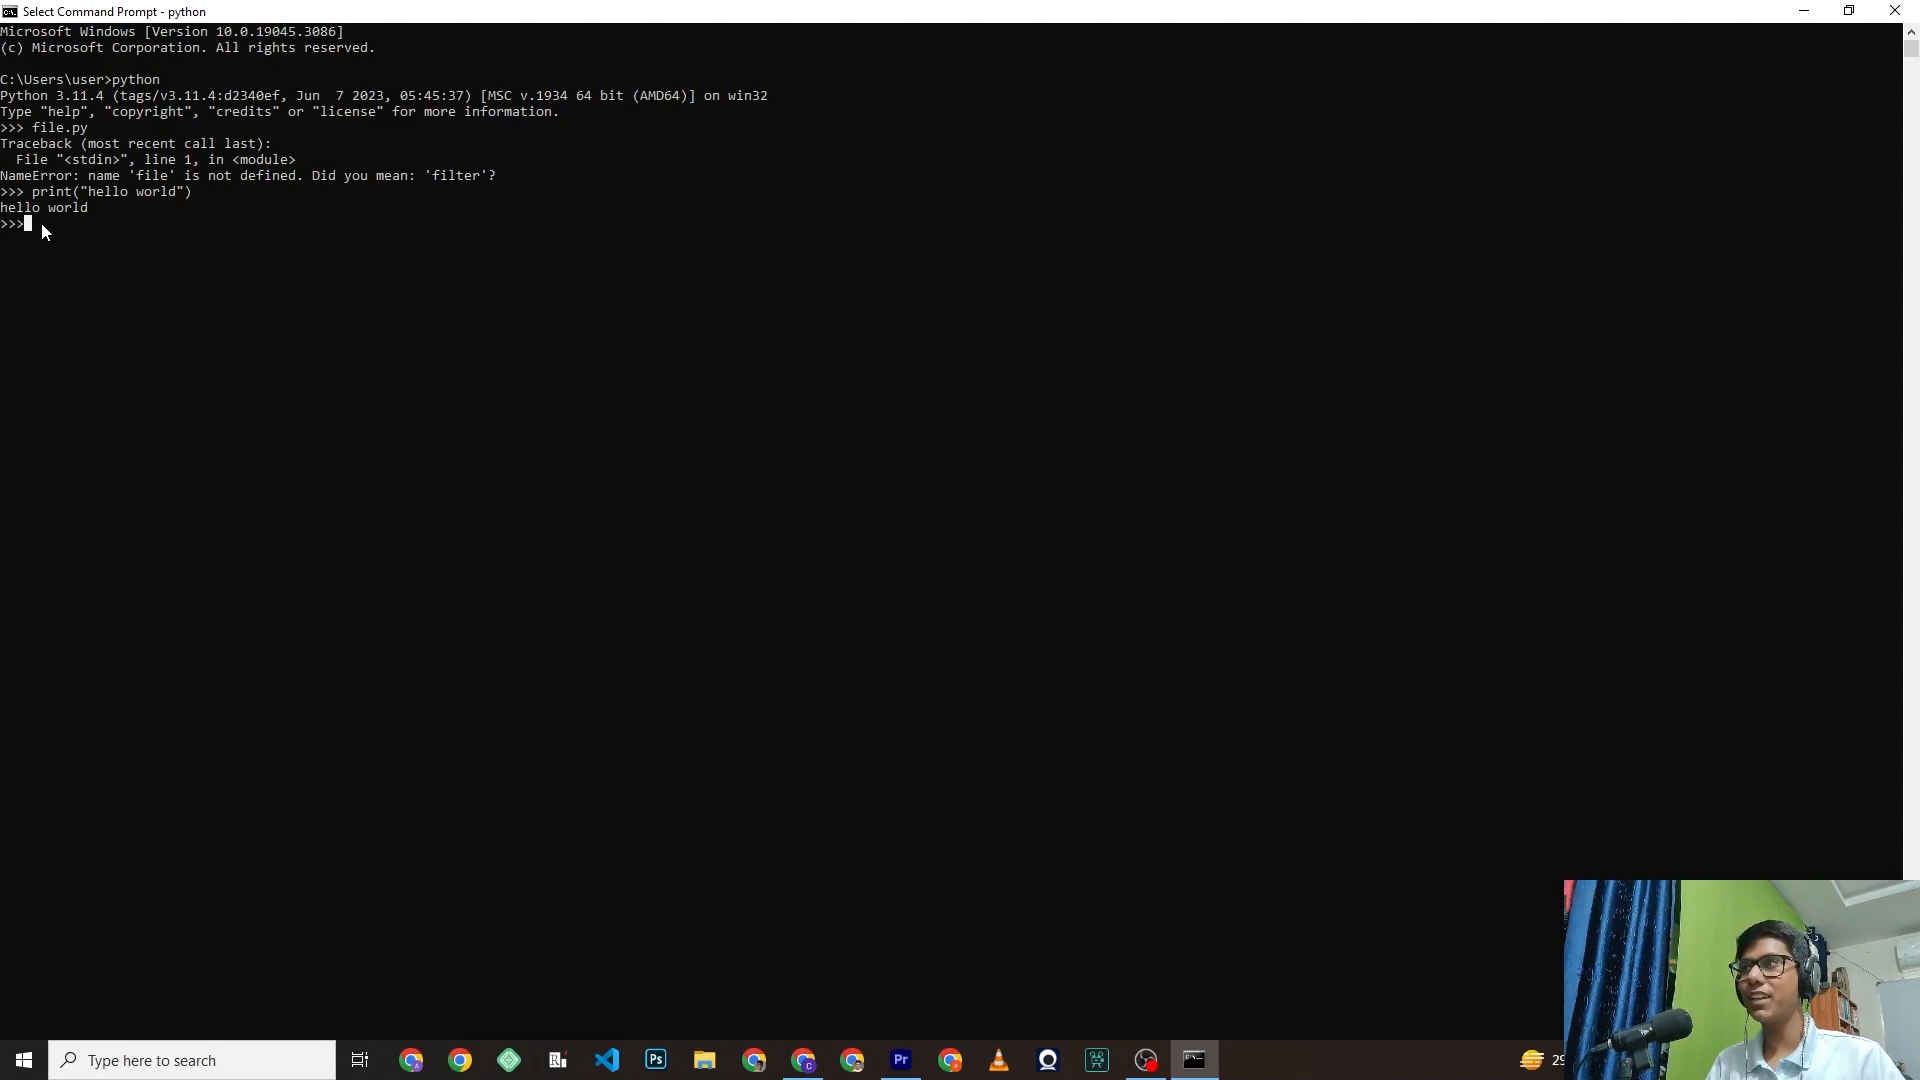 Select Command Prompt - python
Microsoft Windows [Version 10.0.19045.3086]
(c) Microsoft Corporation. All rights reserved.
C:\Users\user>python
Python 3.11.4 (tags/v3.11.4:d2340ef, Jun  7 2023, 05:45:37) [MSC v.1934 64 bit (AMD64)] on win32
Type "help", "copyright", "credits" or "license" for more information.
>>> file.py
Traceback (most recent call last):
  File "<stdin>", line 1, in <module>
NameError: name 'file' is not defined. Did you mean: 'filter'?
>>> print("hello world")
hello world
>>>
Type here to search
Ps
Pr